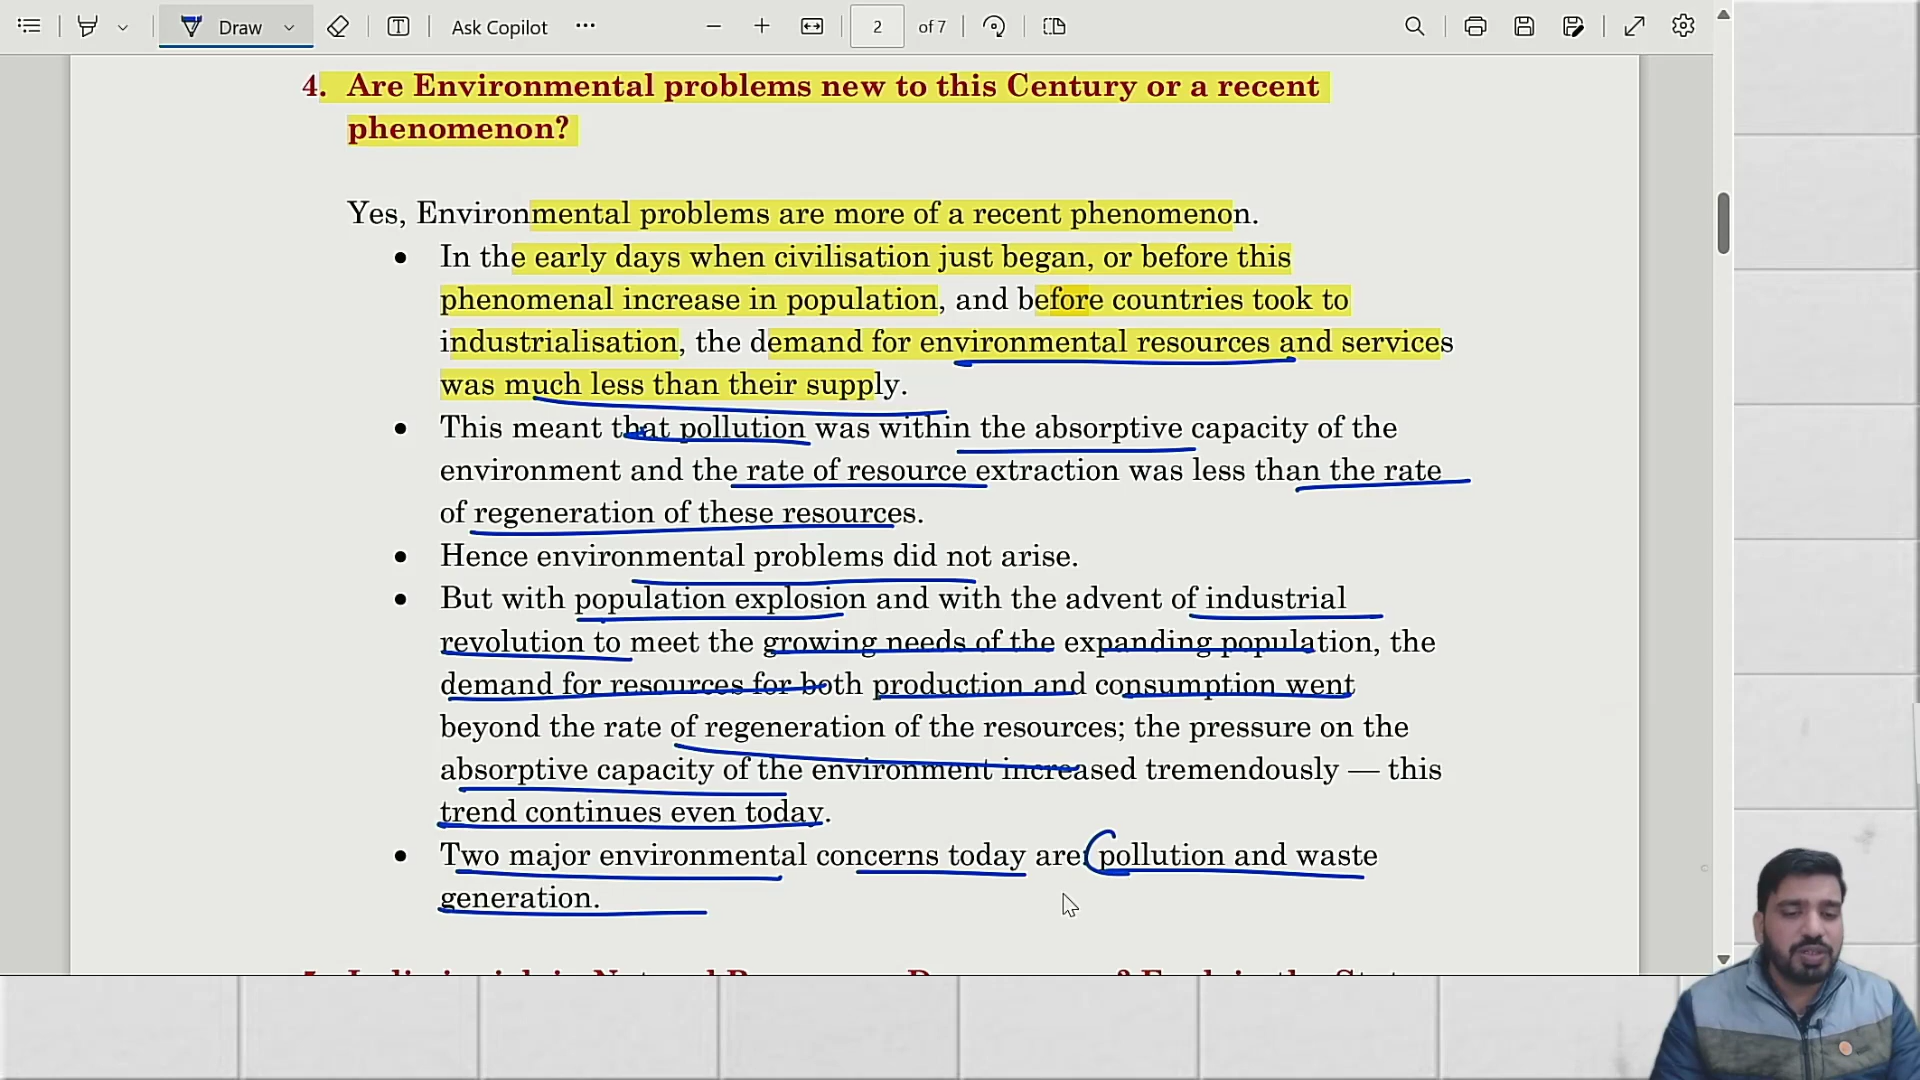 Draw
Ask Copilot
2 of 7
4. Are Environmental problems new to this Century or a recent
phenomenon?
Yes, Environmental problems are more of a recent phenomenon.
• In the early days when civilisation just began, or before this
phenomenal increase in population, and before countries took to
industrialisation, the demand for environmental resources and services
was much less than their supply.
• This meant that pollution was within the absorptive capacity of the
environment and the rate of resource extraction was less than the rate
of regeneration of these resources.
• Hence environmental problems did not arise.
• But with population explosion and with the advent of industrial
revolution to meet the growing needs of the expanding population, the
demand for resources for both production and consumption went
beyond the rate of regeneration of the resources; the pressure on the
absorptive capacity of the environment increased tremendously — this
trend continues even today.
• Two major environmental concerns today are: pollution and waste
generation.